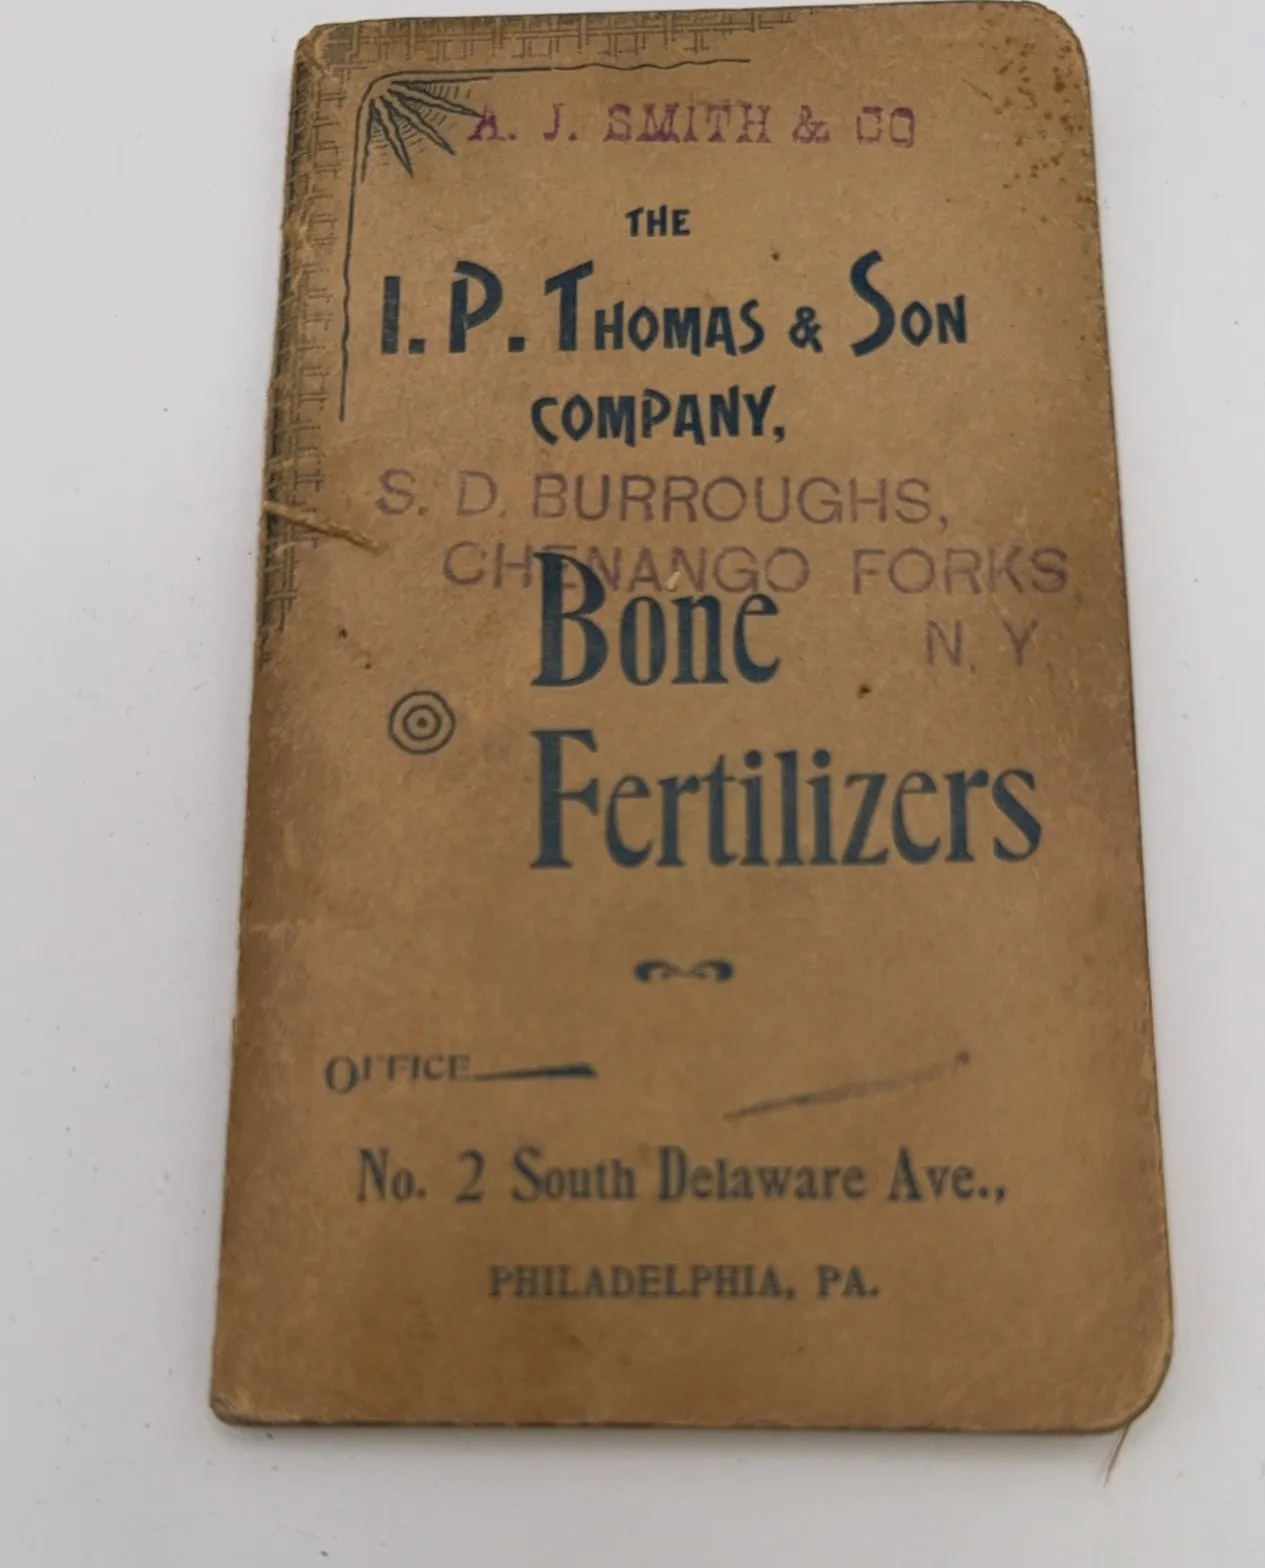 A. J. SMITH & CO
THE
I. P. THOMAS & SON
COMPANY,
S. D. BURROUGHS,
CHENANGO FORKS
N. Y.
Bone
Fertilizers
OFFICE
No. 2 South Delaware Ave.,
PHILADELPHIA, PA.